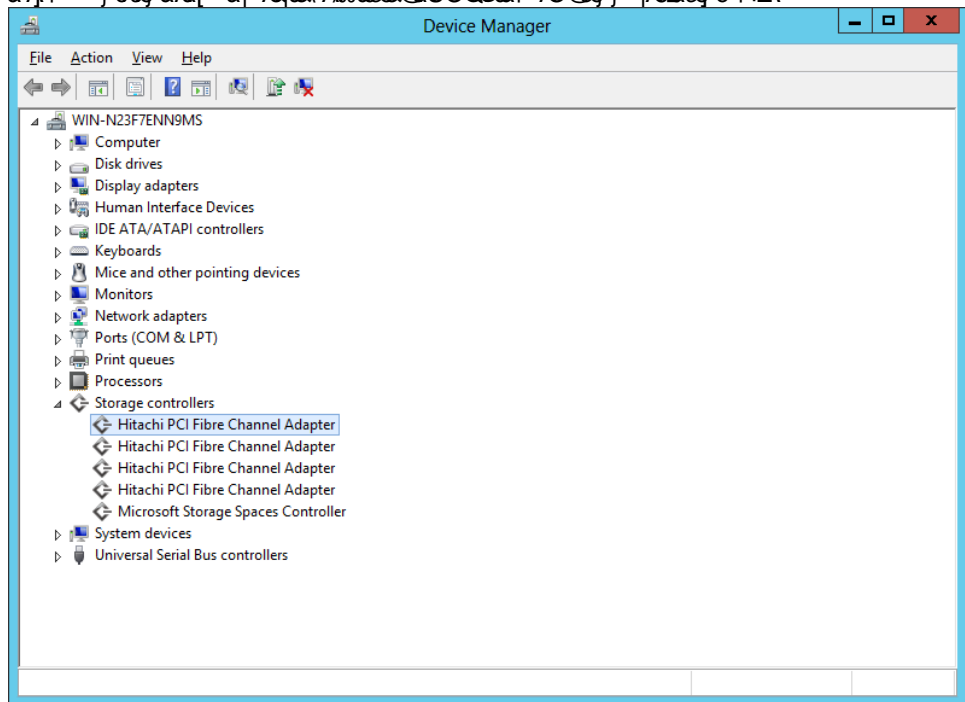 Device Manager
File Action View Help
WIN-N23F7ENN9MS
Computer
Disk drives
Display adapters
Human Interface Devices
IDE ATA/ATAPI controllers
Keyboards
Mice and other pointing devices
Monitors
Network adapters
Ports (COM & LPT)
Print queues
Processors
Storage controllers
Hitachi PCI Fibre Channel Adapter
Hitachi PCI Fibre Channel Adapter
Hitachi PCI Fibre Channel Adapter
Hitachi PCI Fibre Channel Adapter
Microsoft Storage Spaces Controller
System devices
Universal Serial Bus controllers